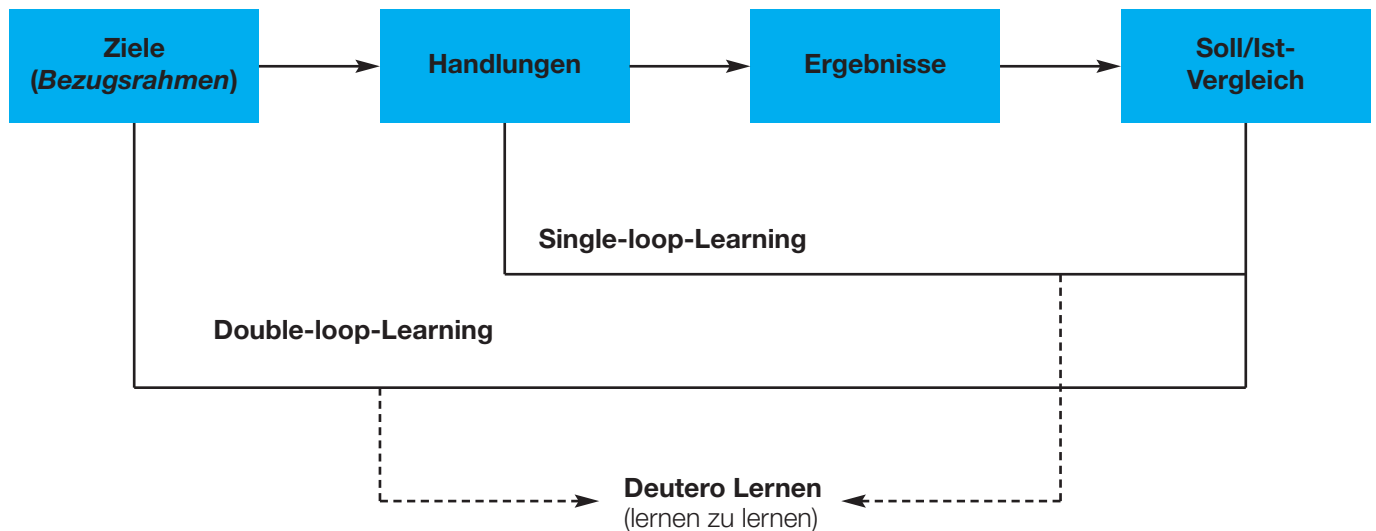 Ziele
(Bezugsrahmen)
Handlungen
Ergebnisse
Soll/Ist-
Vergleich
Single-loop-Learning
Double-loop-Learning
Deutero Lernen
(lernen zu lernen)